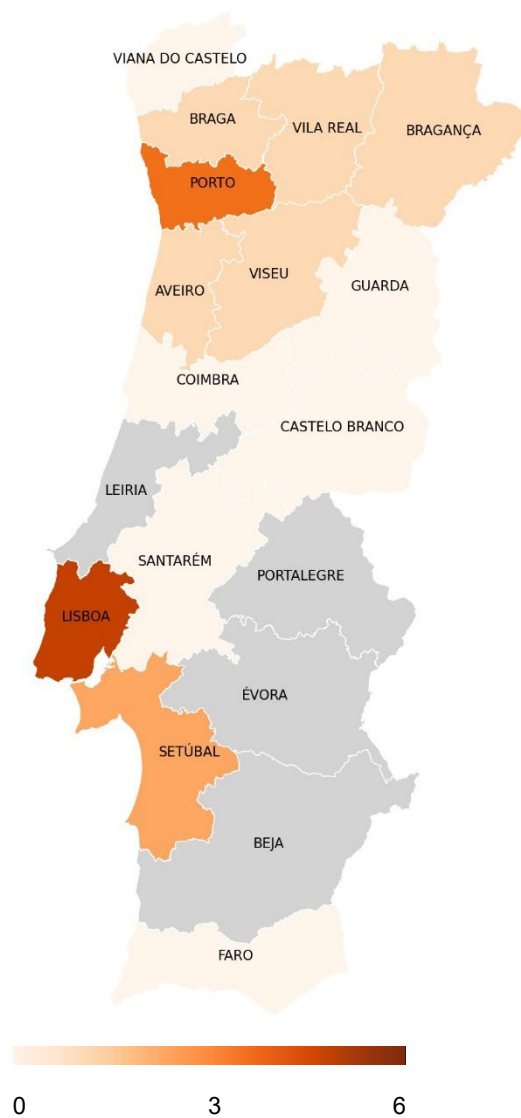 VIANA DO CASTELO
BRAGA
VILA REAL
BRAGANÇA
PORTO
AVEIRO
VISEU
GUARDA
COIMBRA
CASTELO BRANCO
LEIRIA
SANTARÉM
PORTALEGRE
LISBOA
ÉVORA
SETÚBAL
BEJA
FARO
0 3 6